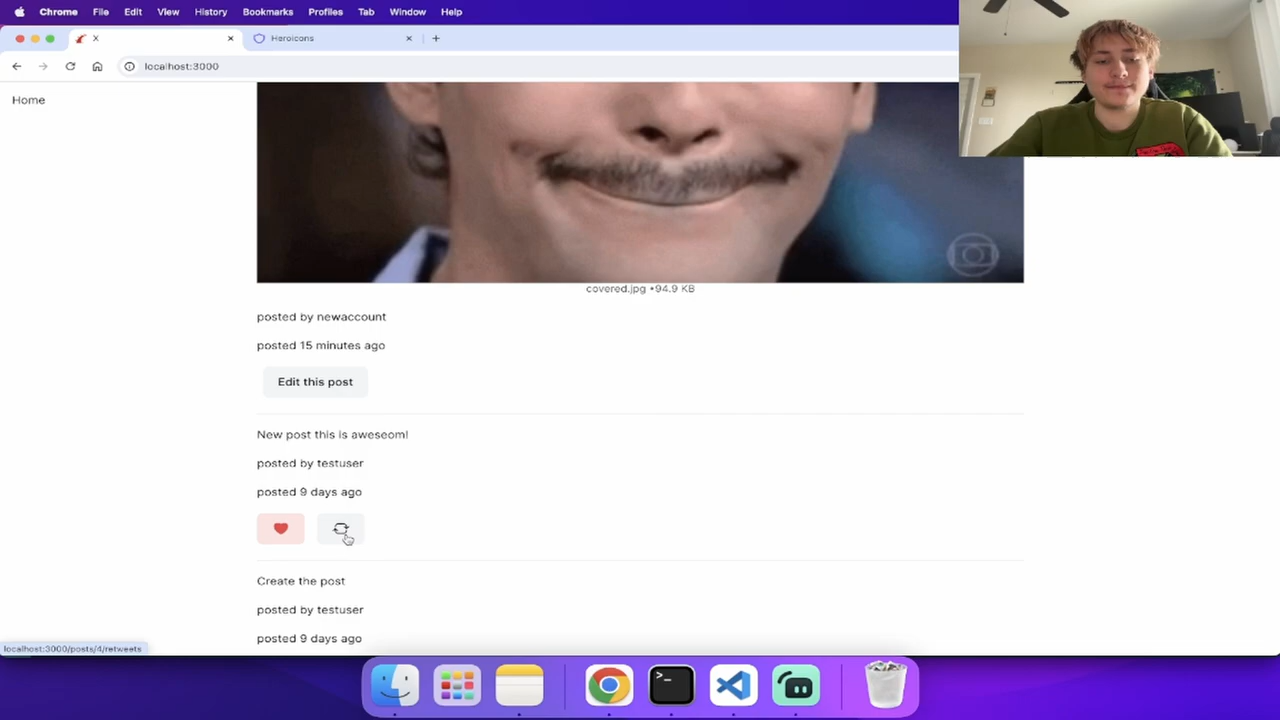 Chrome File Edit View History Bookmarks Profiles Tab Window Help
Heroicons
localhost:3000
Home
covered.jpg •94.9 KB
posted by newaccount
posted 15 minutes ago
Edit this post
New post this is aweseom!
posted by testuser
posted 9 days ago
Create the post
posted by testuser
posted 9 days ago
localhost:3000/posts/4/retweets